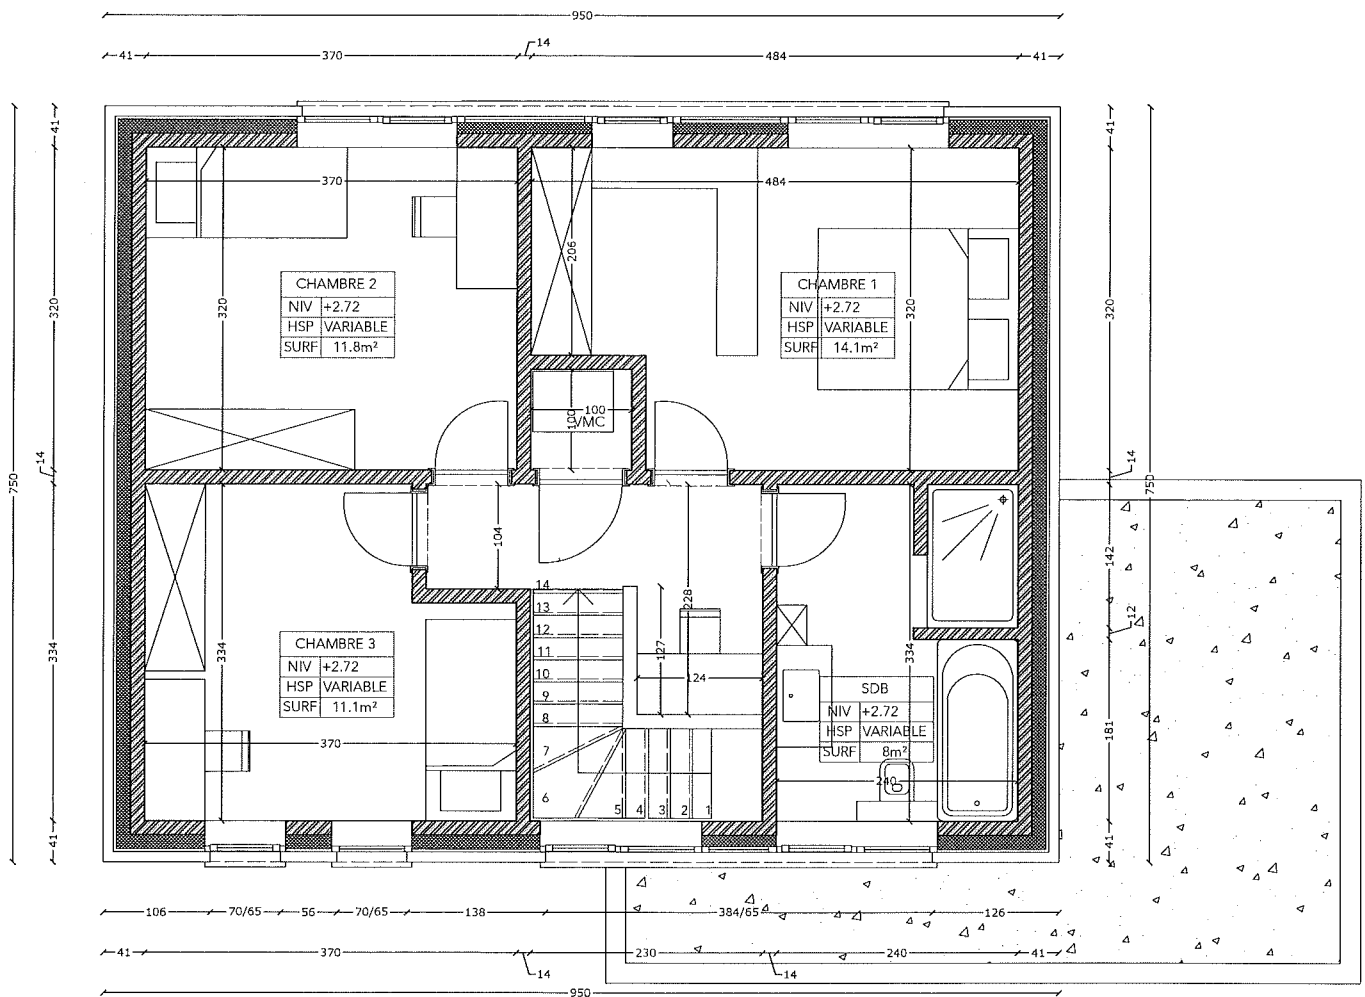 950
41 370 14 484 41
41
320
14
334
41
750
370
484
206
320
320
CHAMBRE 2
NIV +2.72
HSP VARIABLE
SURF 11.8m²
CHAMBRE 1
NIV +2.72
HSP VARIABLE
SURF 14.1m²
100
100
VMC
41
320
14
750
142
12
181
41
104
228
127
124
14
13
12
11
10
9
8
7
6
5 4 3 2 1
334
CHAMBRE 3
NIV +2.72
HSP VARIABLE
SURF 11.1m²
370
334
SDB
NIV +2.72
HSP VARIABLE
SURF 8m²
240
106 70/65 56 70/65 138 384/65 126
41 370 14 230 14 240 41
950